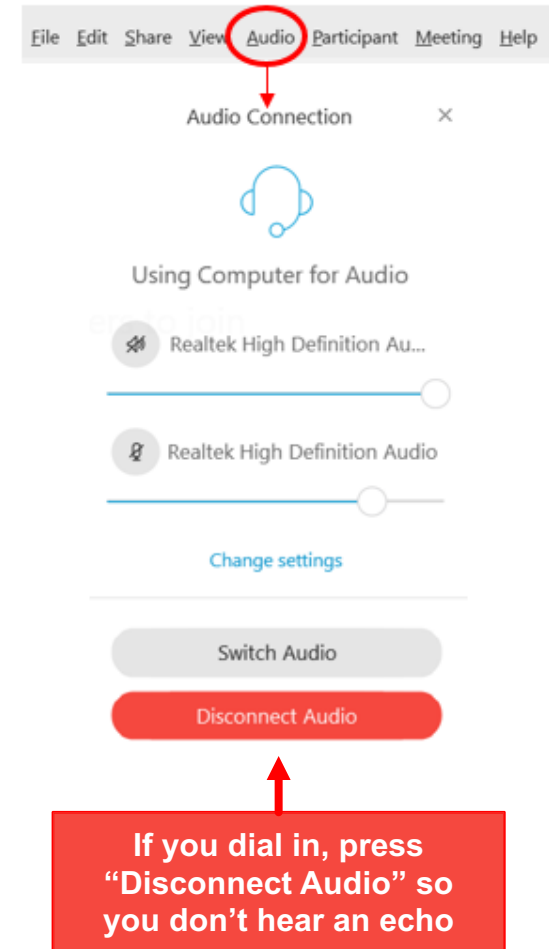 File Edit Share View Audio Participant Meeting Help
Audio Connection
Using Computer for Audio
Realtek High Definition Au...
Realtek High Definition Audio
Change settings
Switch Audio
Disconnect Audio
If you dial in, press
“Disconnect Audio” so
you don’t hear an echo